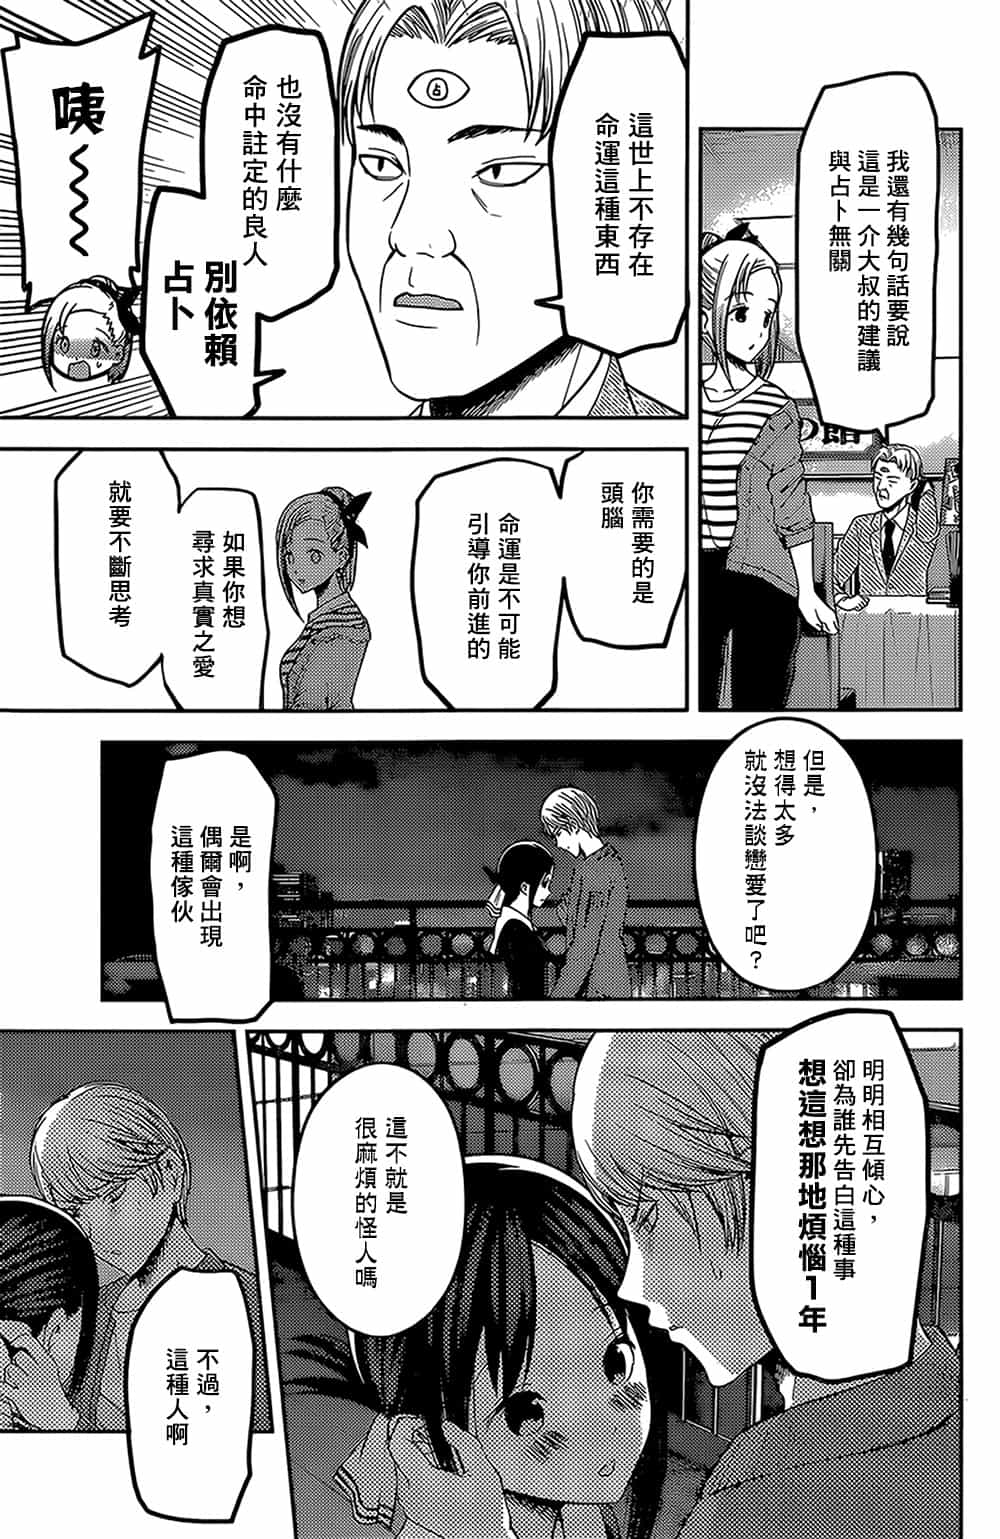 我還有幾句話要說
這是一介大叔的建議
與占卜無關
の館
這世上不存在
命運這種東西
占
也沒有什麼
命中註定的良人
別依賴
占卜
咦~~~~
你需要的是
頭腦
命運是不可能
引導你前進的
如果你想
尋求真實之愛
就要不斷思考
但是，
想得太多
就沒法談戀愛了吧？
是啊，
偶爾會出現
這種傢伙
明明相互傾心，
卻為誰先告白這種事
想這想那地煩惱1年
這不就是
很麻煩的怪人嗎
不過，
這種人啊